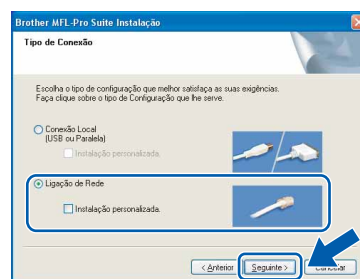 Brother MFL-Pro Suite Instalação
Tipo de Conexão
Escolha o tipo de configuração que melhor satisfaça as suas exigências.
Faça clique sobre o tipo de Configuração que lhe serve.
Conexão Local
(USB ou Paralela)
Instalação personalizada.
Ligação de Rede
Instalação personalizada.
< Anterior
Seguinte >
Cancelar